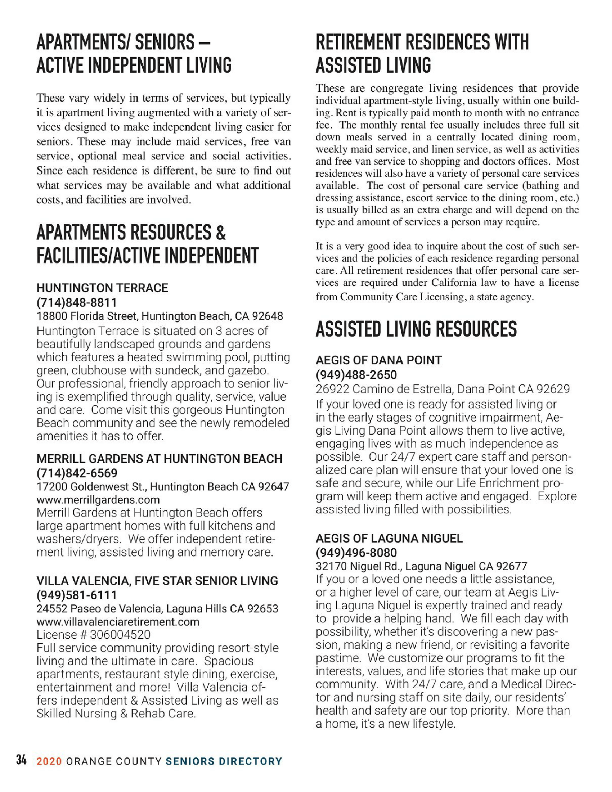 APARTMENTS/ SENIORS –
ACTIVE INDEPENDENT LIVING
These vary widely in terms of services, but typically
it is apartment living augmented with a variety of ser-
vices designed to make independent living easier for
seniors. These may include maid services, free van
service, optional meal service and social activities.
Since each residence is different, be sure to find out
what services may be available and what additional
costs, and facilities are involved.
APARTMENTS RESOURCES &
FACILITIES/ACTIVE INDEPENDENT
HUNTINGTON TERRACE
(714)848-8811
18800 Florida Street, Huntington Beach, CA 92648
Huntington Terrace is situated on 3 acres of
beautifully landscaped grounds and gardens
which features a heated swimming pool, putting
green, clubhouse with sundeck, and gazebo.
Our professional, friendly approach to senior liv-
ing is exemplified through quality, service, value
and care. Come visit this gorgeous Huntington
Beach community and see the newly remodeled
amenities it has to offer.
MERRILL GARDENS AT HUNTINGTON BEACH
(714)842-6569
17200 Goldenwest St., Huntington Beach CA 92647
www.merrillgardens.com
Merrill Gardens at Huntington Beach offers
large apartment homes with full kitchens and
washers/dryers. We offer independent retire-
ment living, assisted living and memory care.
VILLA VALENCIA, FIVE STAR SENIOR LIVING
(949)581-6111
24552 Paseo de Valencia, Laguna Hills CA 92653
www.villavalenciaretirement.com
License # 306004520
Full service community providing resort style
living and the ultimate in care. Spacious
apartments, restaurant style dining, exercise,
entertainment and more! Villa Valencia of-
fers independent & Assisted Living as well as
Skilled Nursing & Rehab Care.
RETIREMENT RESIDENCES WITH
ASSISTED LIVING
These are congregate living residences that provide
individual apartment-style living, usually within one build-
ing. Rent is typically paid month to month with no entrance
fee. The monthly rental fee usually includes three full sit
down meals served in a centrally located dining room,
weekly maid service, and linen service, as well as activities
and free van service to shopping and doctors offices. Most
residences will also have a variety of personal care services
available. The cost of personal care service (bathing and
dressing assistance, escort service to the dining room, etc.)
is usually billed as an extra charge and will depend on the
type and amount of services a person may require.
It is a very good idea to inquire about the cost of such ser-
vices and the policies of each residence regarding personal
care. All retirement residences that offer personal care ser-
vices are required under California law to have a license
from Community Care Licensing, a state agency.
ASSISTED LIVING RESOURCES
AEGIS OF DANA POINT
(949)488-2650
26922 Camino de Estrella, Dana Point CA 92629
If your loved one is ready for assisted living or
in the early stages of cognitive impairment, Ae-
gis Living Dana Point allows them to live active,
engaging lives with as much independence as
possible. Our 24/7 expert care staff and person-
alized care plan will ensure that your loved one is
safe and secure, while our Life Enrichment pro-
gram will keep them active and engaged. Explore
assisted living filled with possibilities.
AEGIS OF LAGUNA NIGUEL
(949)496-8080
32170 Niguel Rd., Laguna Niguel CA 92677
If you or a loved one needs a little assistance,
or a higher level of care, our team at Aegis Liv-
ing Laguna Niguel is expertly trained and ready
to provide a helping hand. We fill each day with
possibility, whether it's discovering a new pas-
sion, making a new friend, or revisiting a favorite
pastime. We customize our programs to fit the
interests, values, and life stories that make up our
community. With 24/7 care, and a Medical Direc-
tor and nursing staff on site daily, our residents'
health and safety are our top priority. More than
a home, it's a new lifestyle.
34 2020 ORANGE COUNTY SENIORS DIRECTORY